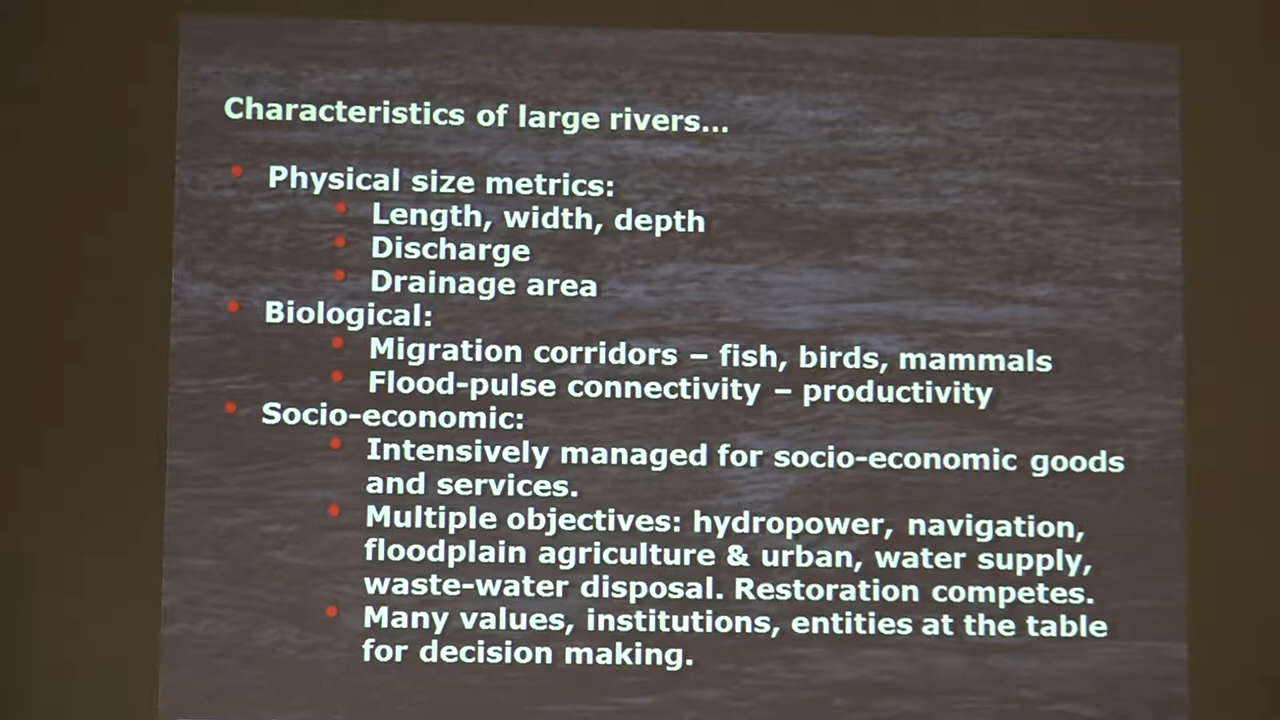 Characteristics of large rivers...
• Physical size metrics:
• Length, width, depth
• Discharge
• Drainage area
• Biological:
• Migration corridors – fish, birds, mammals
• Flood-pulse connectivity – productivity
• Socio-economic:
• Intensively managed for socio-economic goods
and services.
• Multiple objectives: hydropower, navigation,
floodplain agriculture & urban, water supply,
waste-water disposal. Restoration competes.
• Many values, institutions, entities at the table
for decision making.